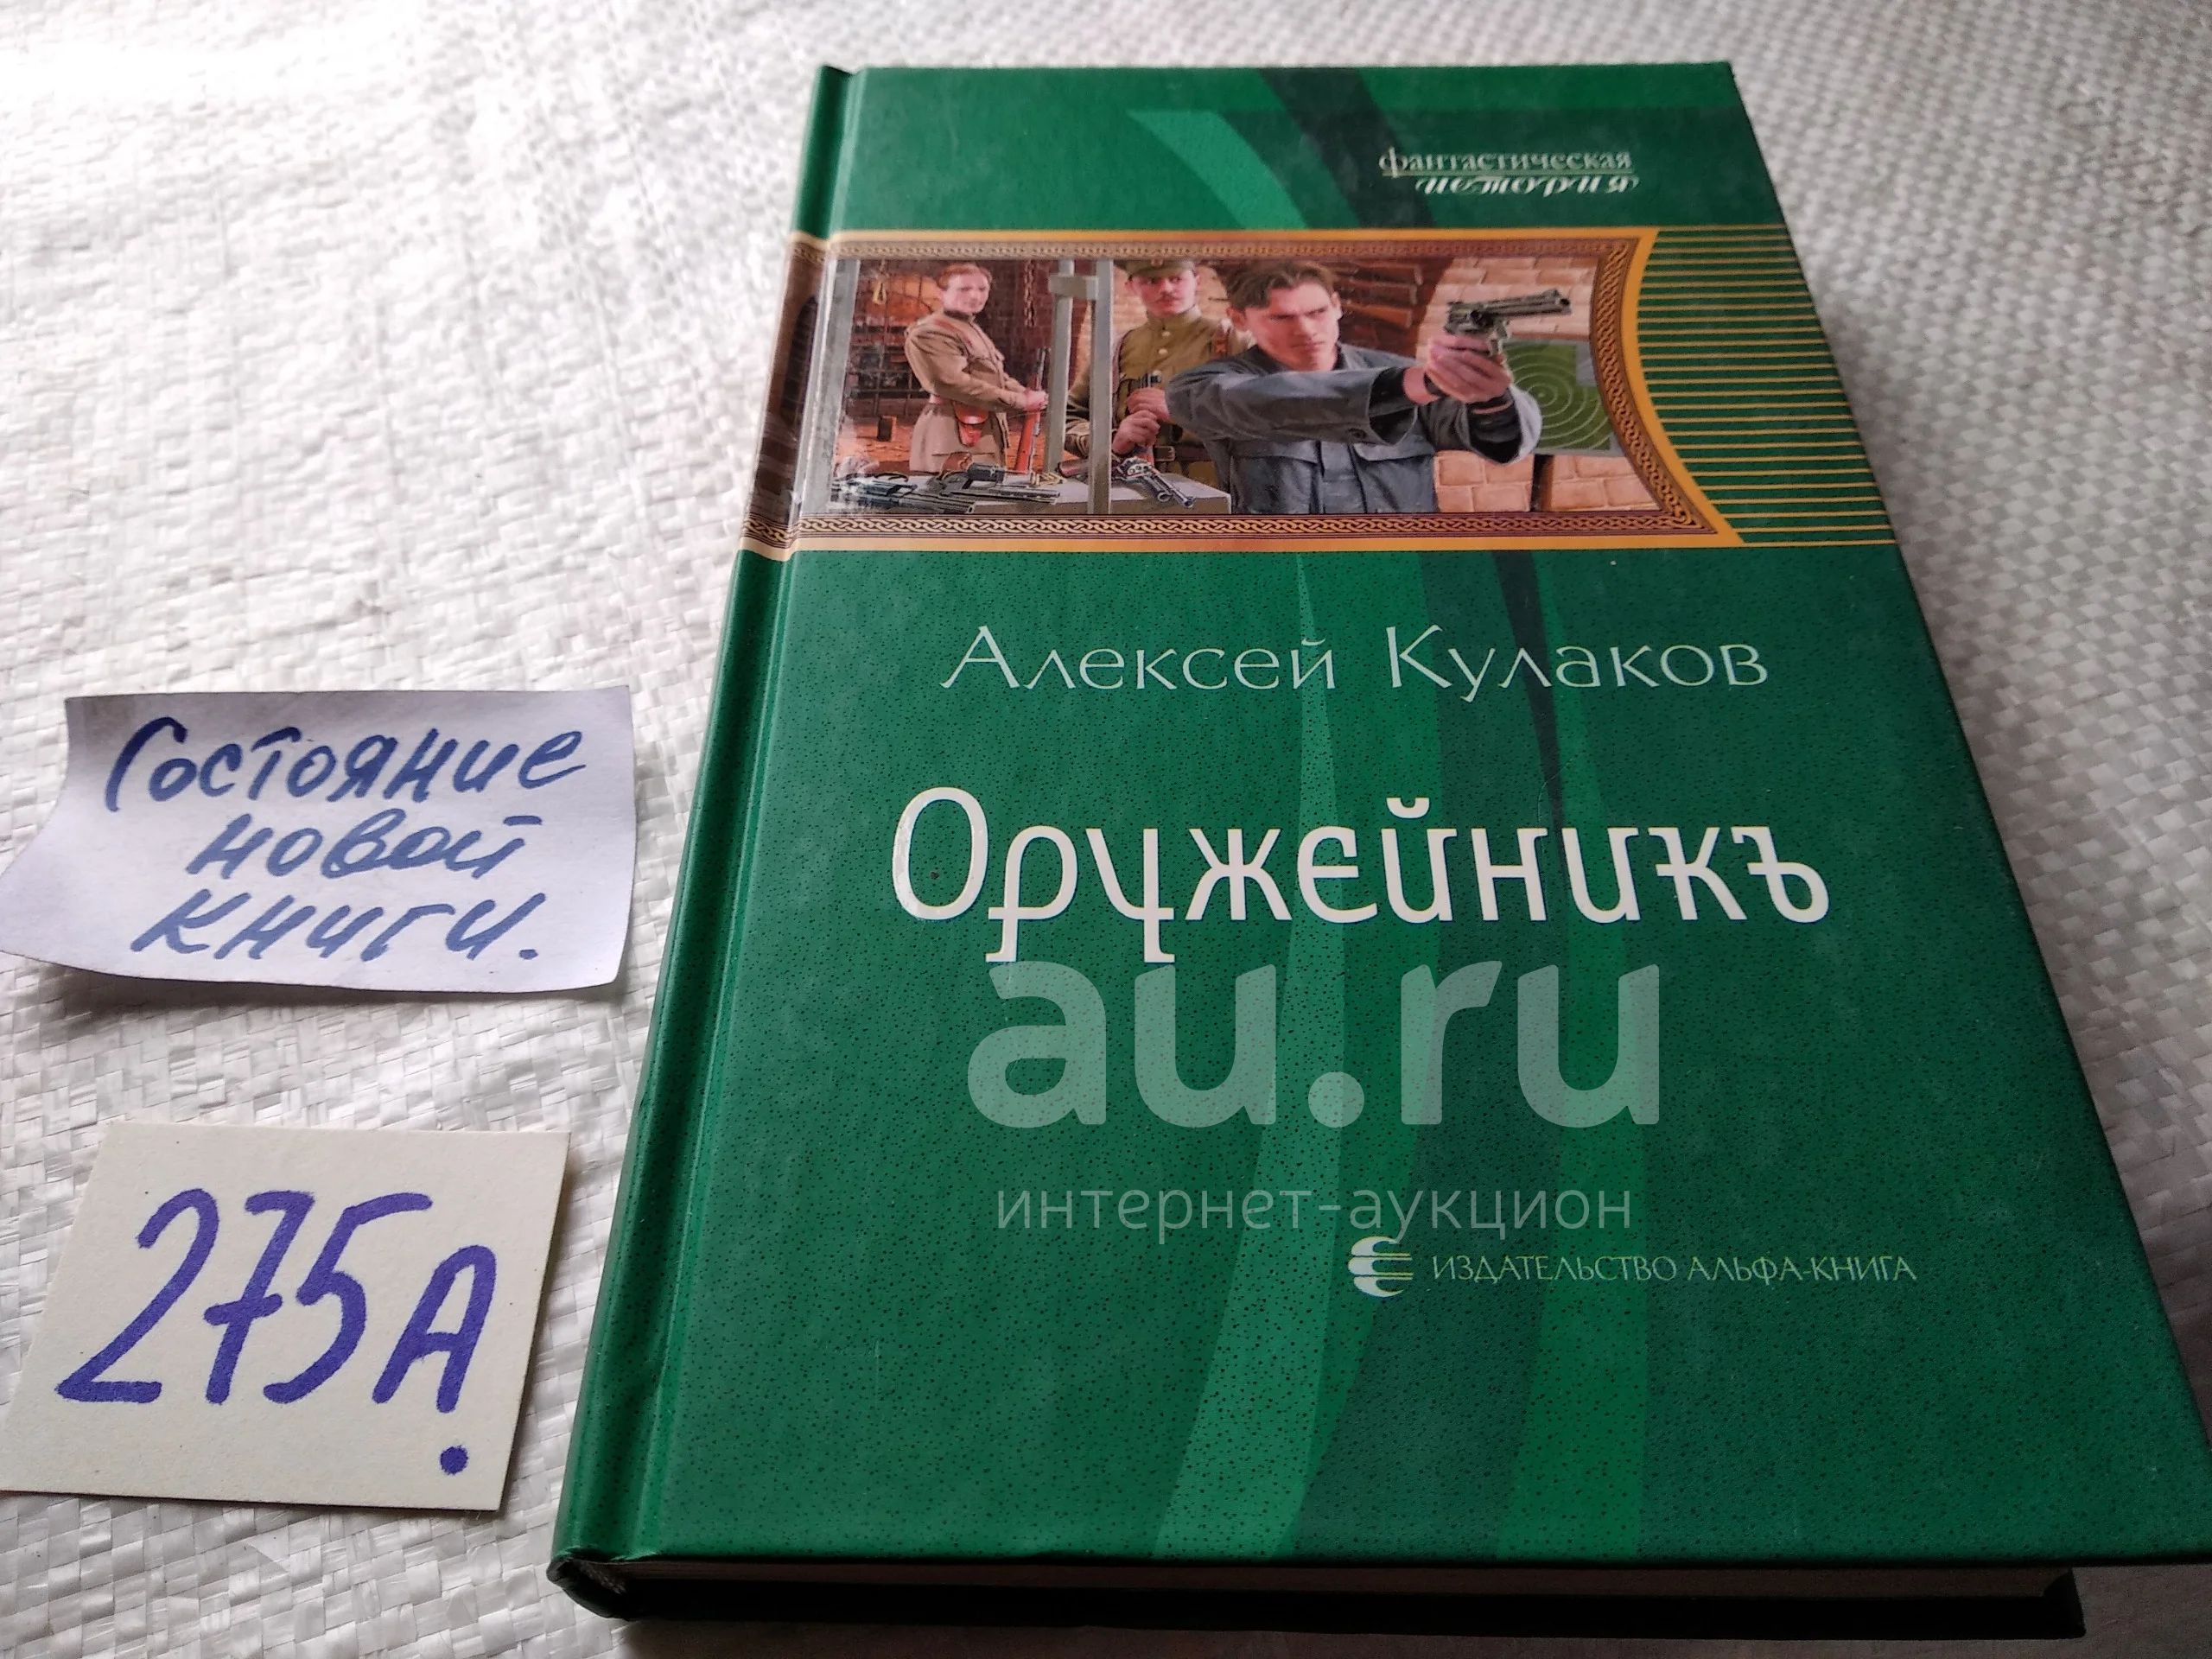 фантастическая
история
Алексей Кулаков
Оружейникъ
au.ru
интернет-аукцион
ИЗДАТЕЛЬСТВО АЛЬФА-КНИГА
Состояние
новой
книги.
275А.